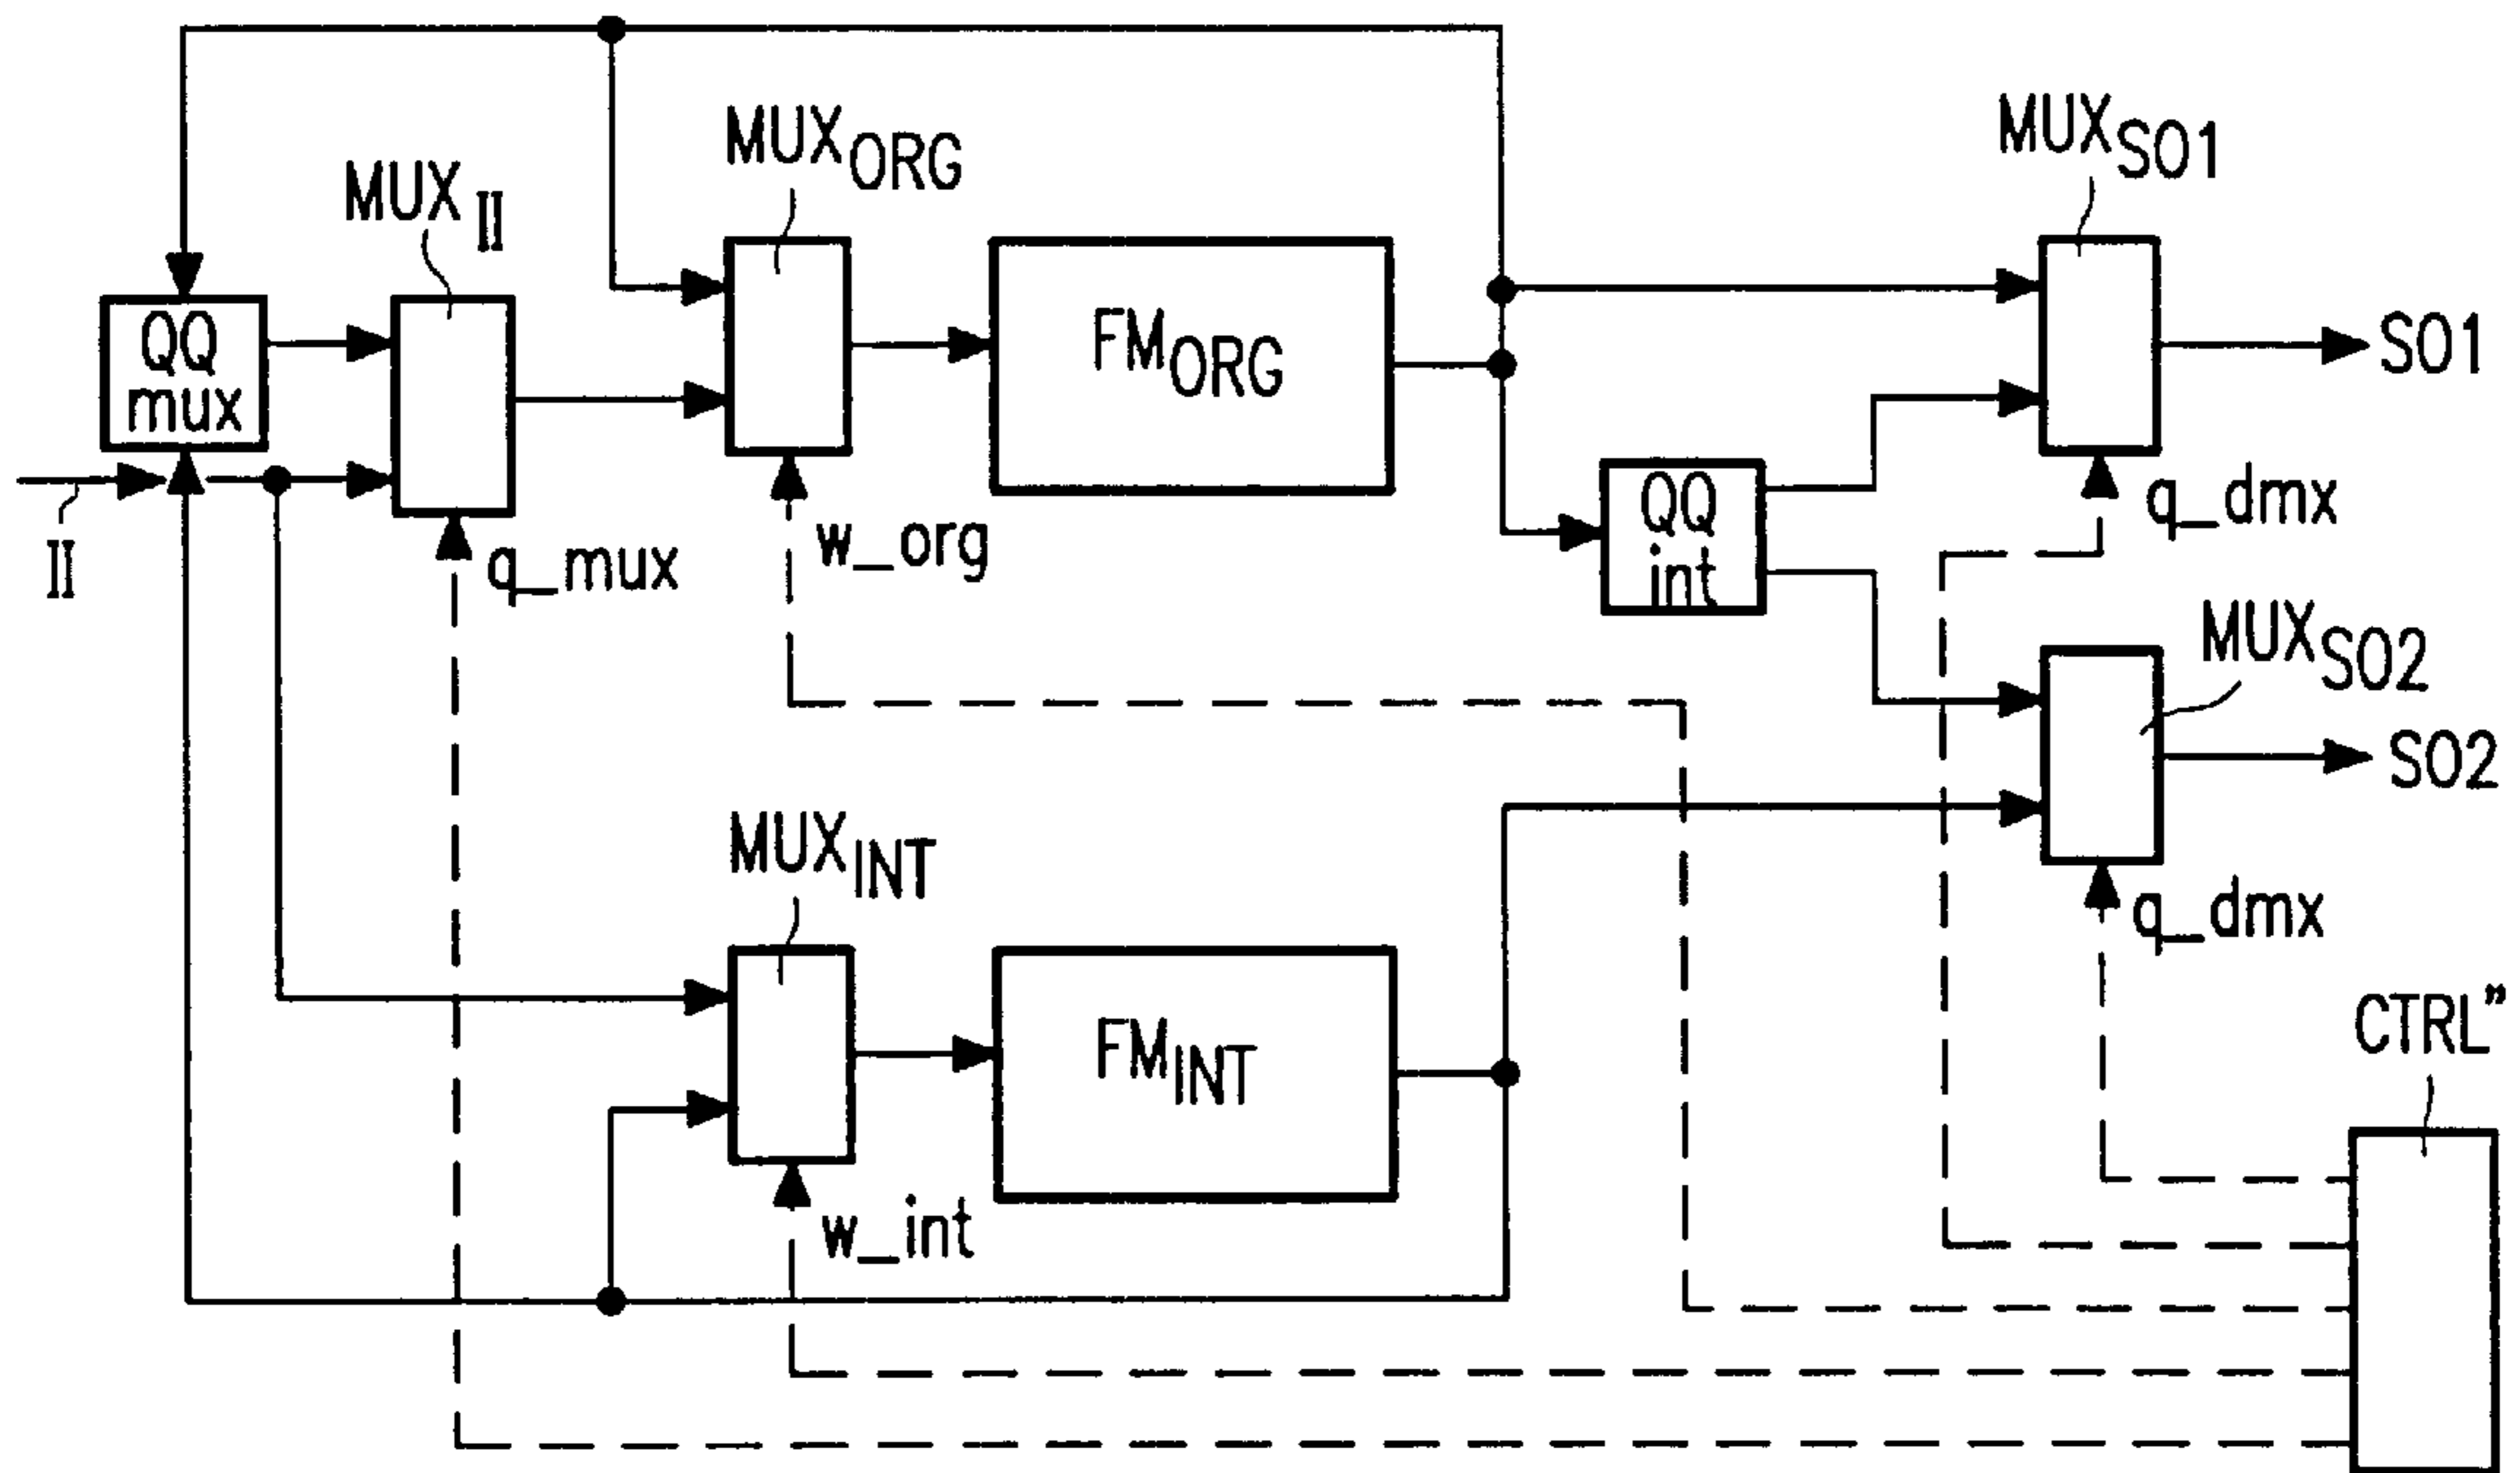 MUXORG
MUXSO1
MUXII
QQ
mux
FMORG
SO1
II
q_mux
w_org
QQ
int
q_dmx
MUXSO2
SO2
MUXINT
q_dmx
FMINT
CTRL"
w_int